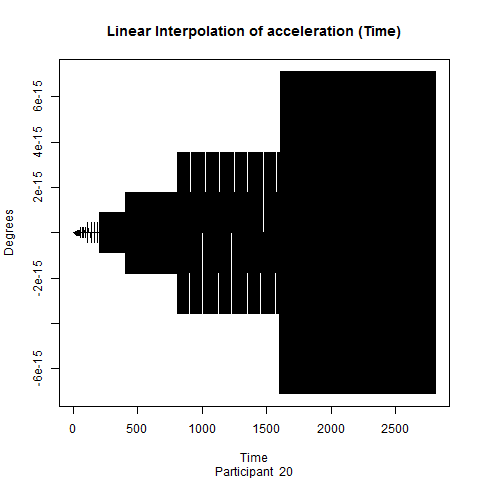 Linear Interpolation of acceleration (Time)
Degrees
6e-15
4e-15
2e-15
-2e-15
-6e-15
0 500 1000 1500 2000 2500
Time
Participant 20